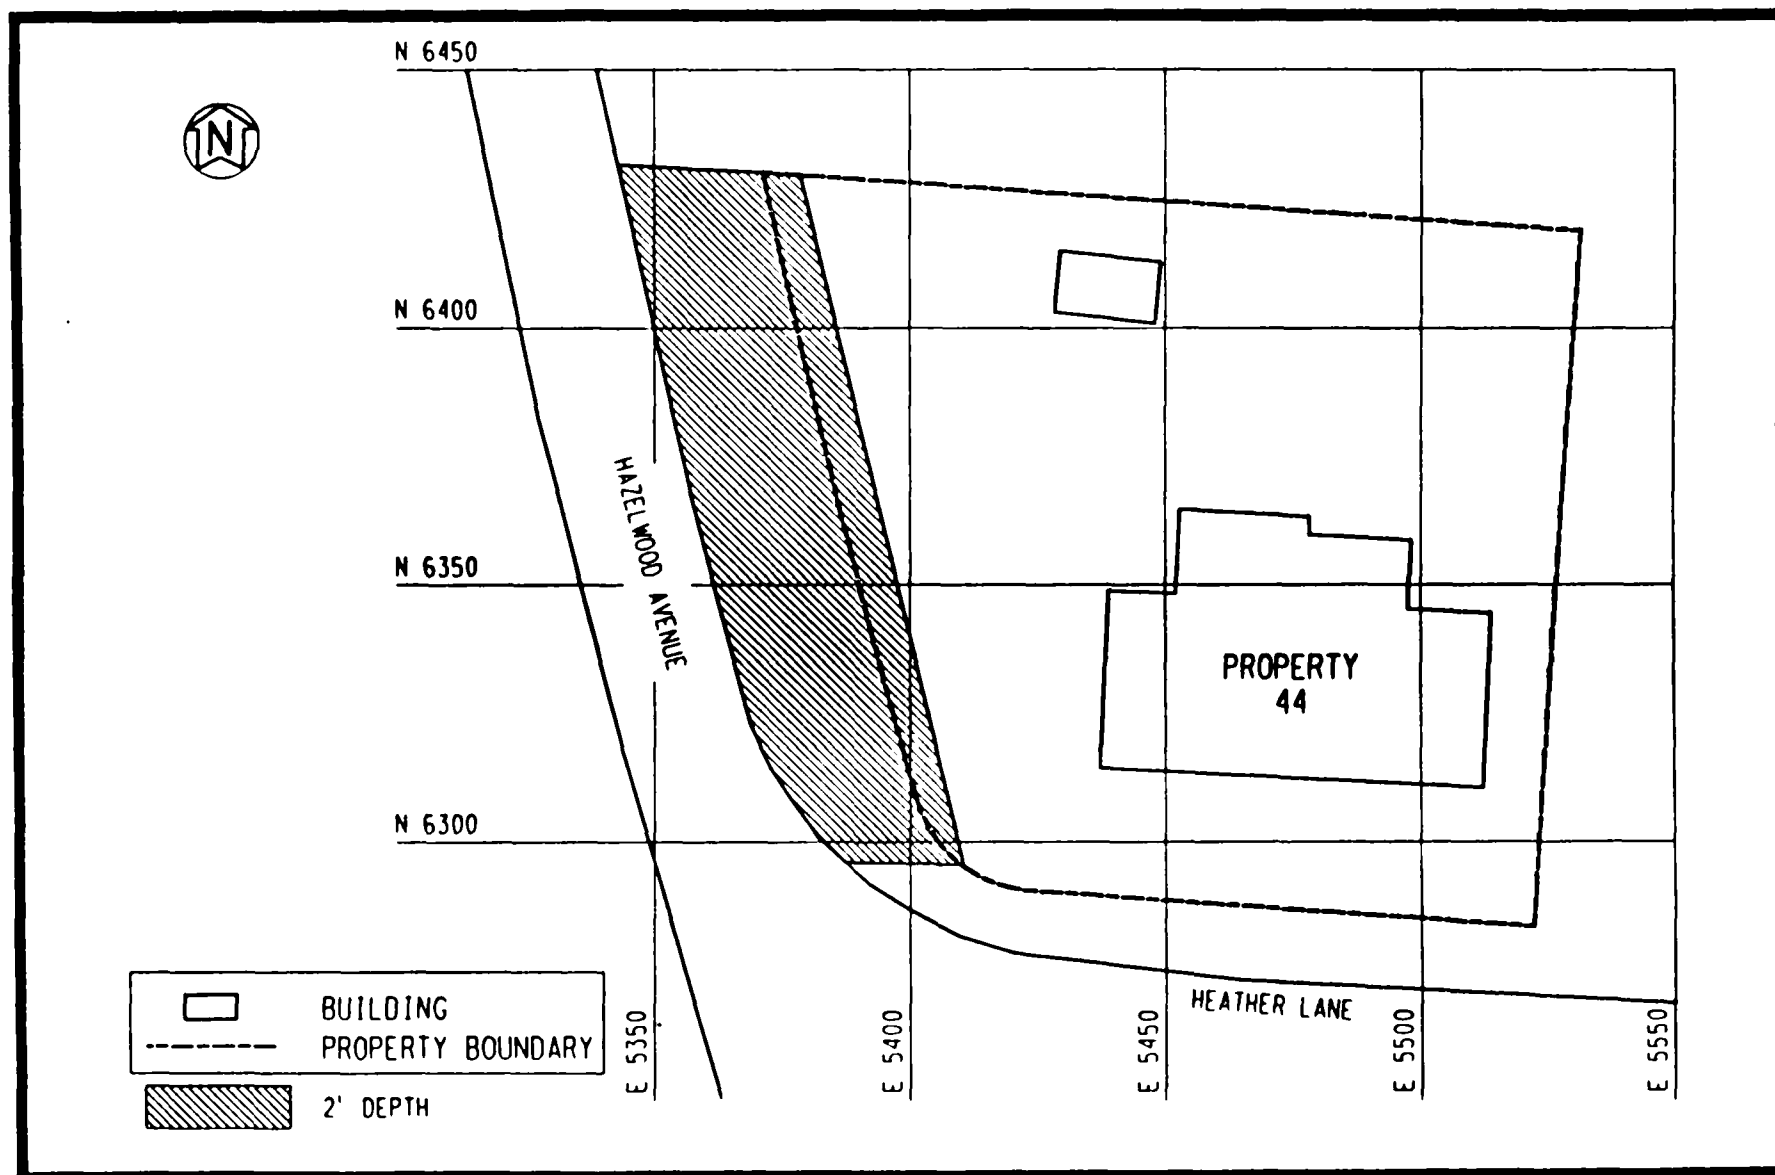 N 6450
N
N 6400
HAZELWOOD AVENUE
N 6350
PROPERTY
44
N 6300
HEATHER LANE
E 5350
E 5400
E 5450
E 5500
E 5550
BUILDING
PROPERTY BOUNDARY
2' DEPTH